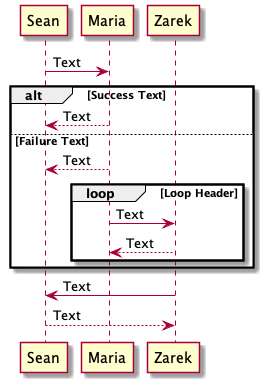 Sean Maria Zarek
Text
alt [Success Text]
Text
[Failure Text]
Text
loop [Loop Header]
Text
Text
Text
Text
Sean Maria Zarek